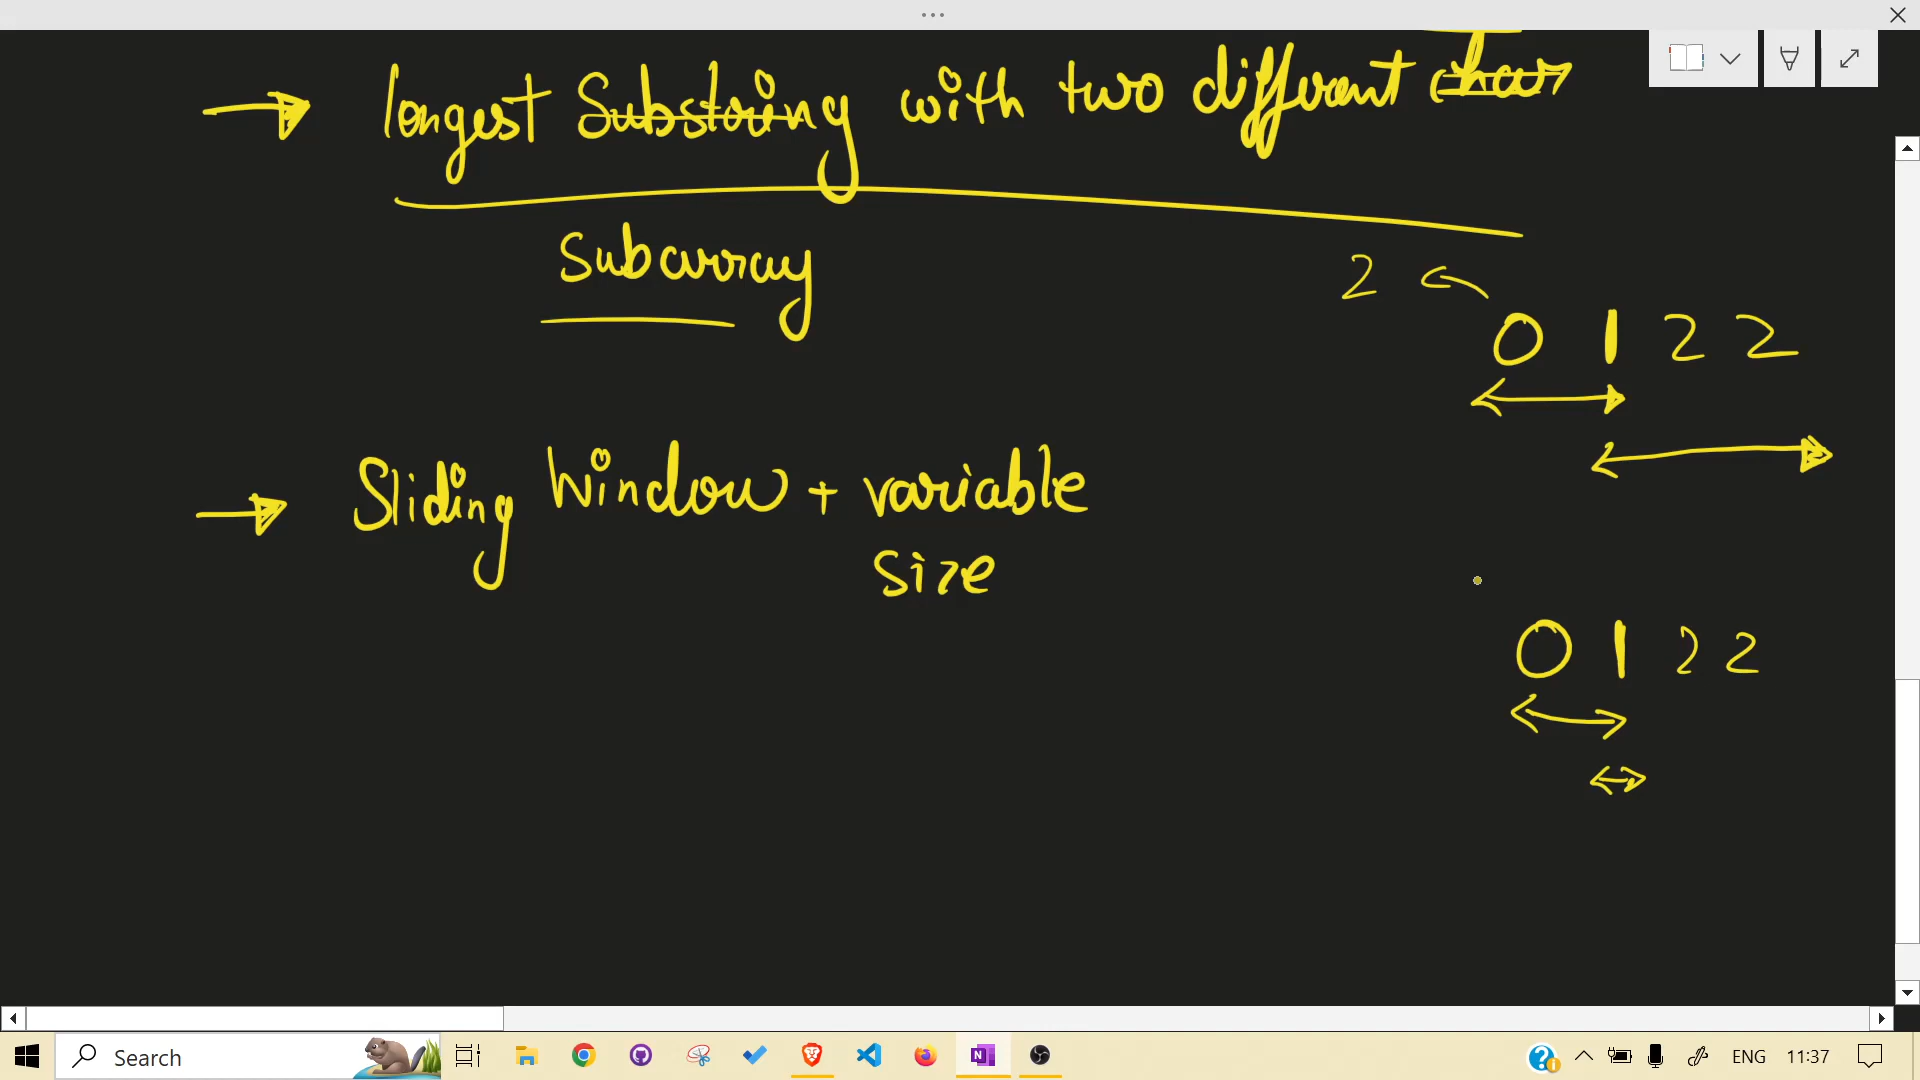 longest Substring with two different char
Subarray
2
0 1 2 2
Sliding Window + variable
size
0 1 2 2
Search
ENG 11:37